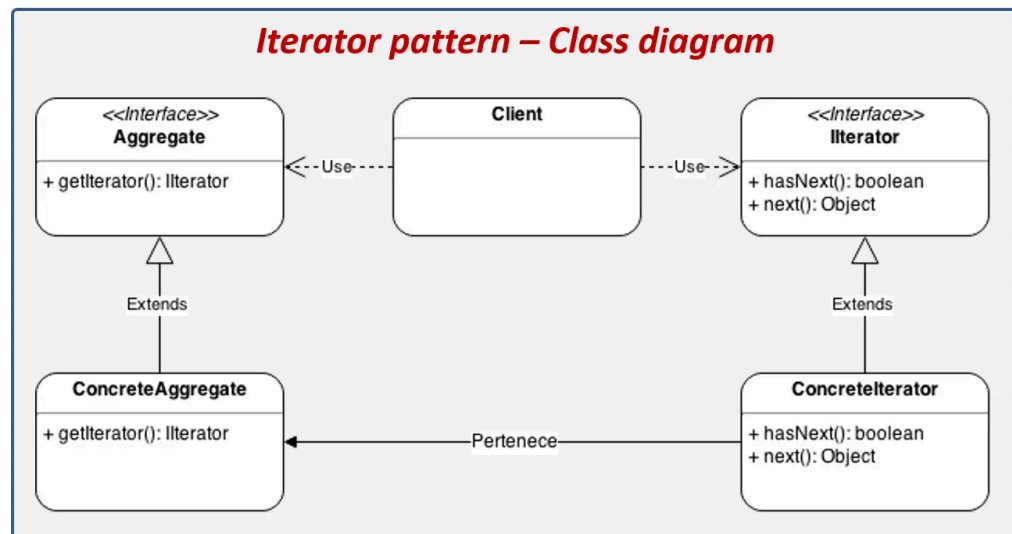 Iterator pattern – Class diagram
<<Interface>>
Aggregate
+ getIterator(): IIterator
Client
<<Interface>>
IIterator
+ hasNext(): boolean
+ next(): Object
Use
Use
Extends
Extends
ConcreteAggregate
+ getIterator(): IIterator
Pertenece
ConcreteIterator
+ hasNext(): boolean
+ next(): Object